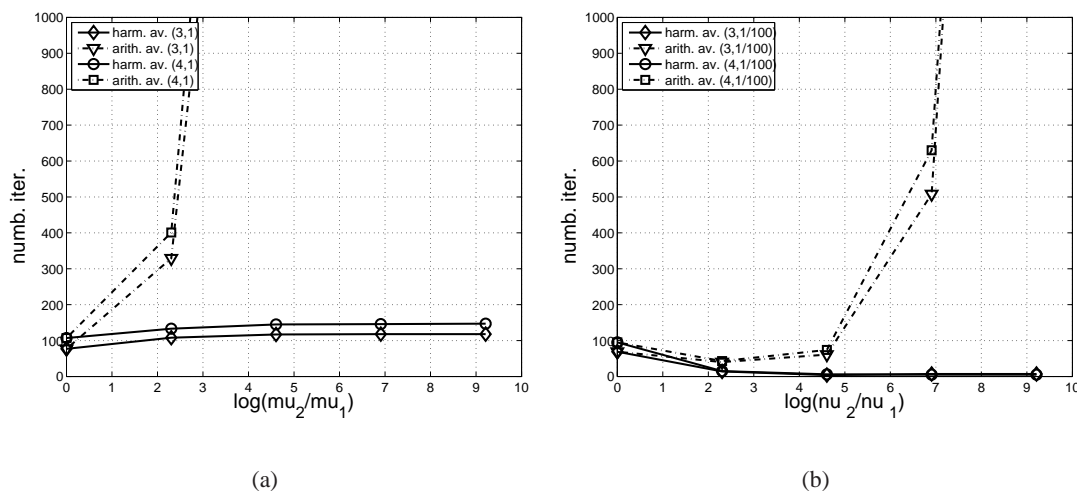 1000
900
800
700
600
500
400
300
200
100
0
numb. iter.
harm. av. (3,1)
arith. av. (3,1)
harm. av. (4,1)
arith. av. (4,1)
0 1 2 3 4 5 6 7 8 9 10
log(mu2/mu1)
(a)
1000
900
800
700
600
500
400
300
200
100
0
numb. iter.
harm. av. (3,1/100)
arith. av. (3,1/100)
harm. av. (4,1/100)
arith. av. (4,1/100)
0 1 2 3 4 5 6 7 8 9 10
log(nu2/nu 1)
(b)